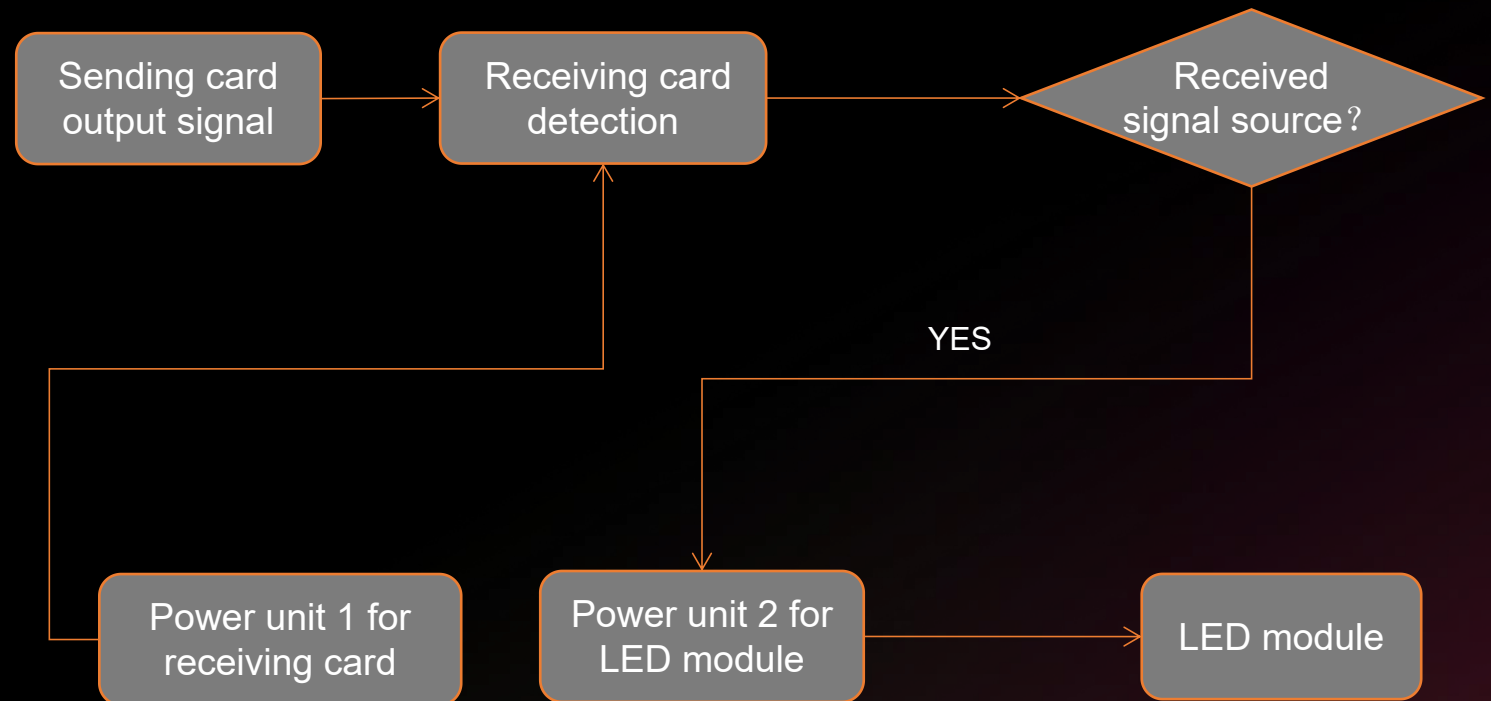 Sending card
output signal
Receiving card
detection
Received
signal source？
YES
Power unit 1 for
receiving card
Power unit 2 for
LED module
LED module